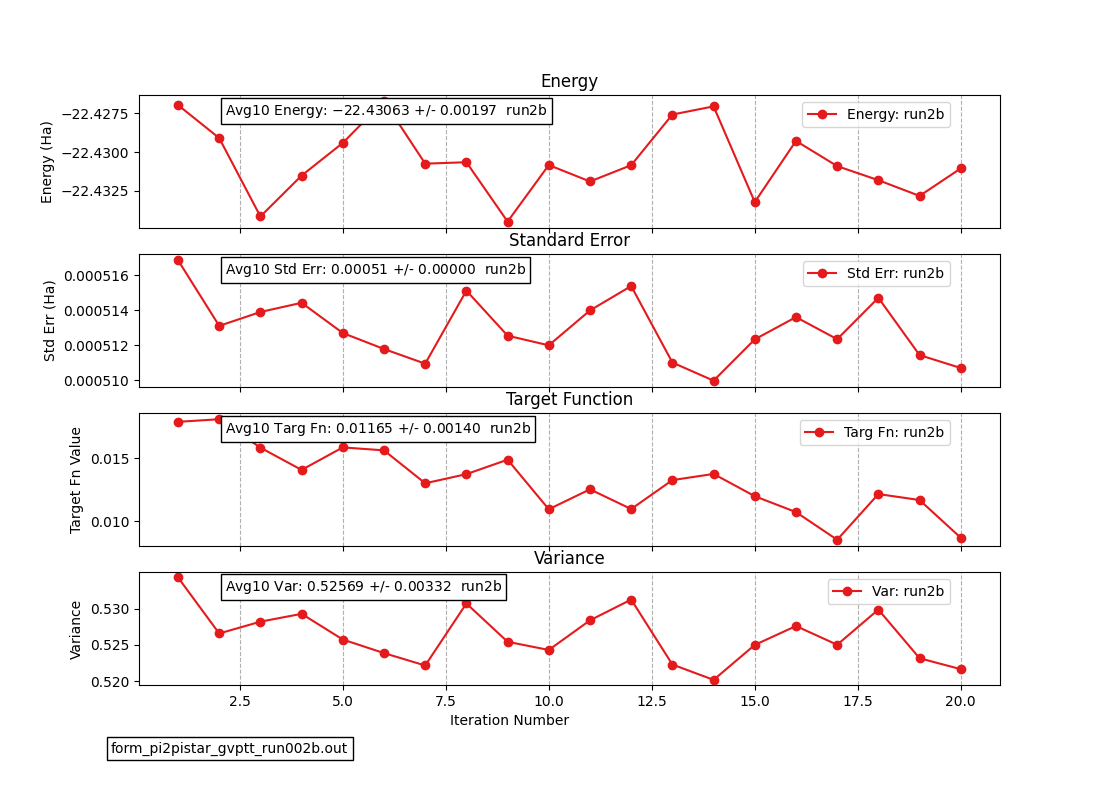 Energy
Avg10 Energy: −22.43063 +/- 0.00197  run2b
Energy: run2b
−22.4275
−22.4300
−22.4325
Energy (Ha)
Standard Error
Avg10 Std Err: 0.00051 +/- 0.00000  run2b
Std Err: run2b
0.000516
0.000514
0.000512
0.000510
Std Err (Ha)
Target Function
Avg10 Targ Fn: 0.01165 +/- 0.00140  run2b
Targ Fn: run2b
0.015
0.010
Target Fn Value
Variance
Avg10 Var: 0.52569 +/- 0.00332  run2b
Var: run2b
0.530
0.525
0.520
Variance
2.5 5.0 7.5 10.0 12.5 15.0 17.5 20.0
Iteration Number
form_pi2pistar_gvptt_run002b.out